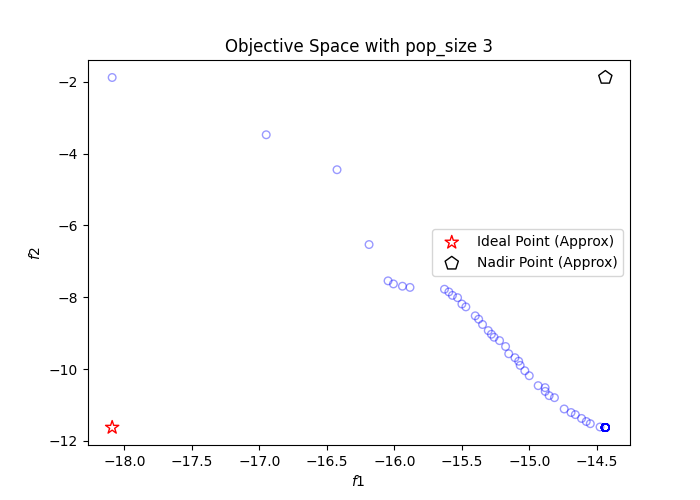 Objective Space with pop_size 3
−2
−4
−6
−8
−10
−12
f2
Ideal Point (Approx)
Nadir Point (Approx)
−18.0
−17.5
−17.0
−16.5
−16.0
−15.5
−15.0
−14.5
f1